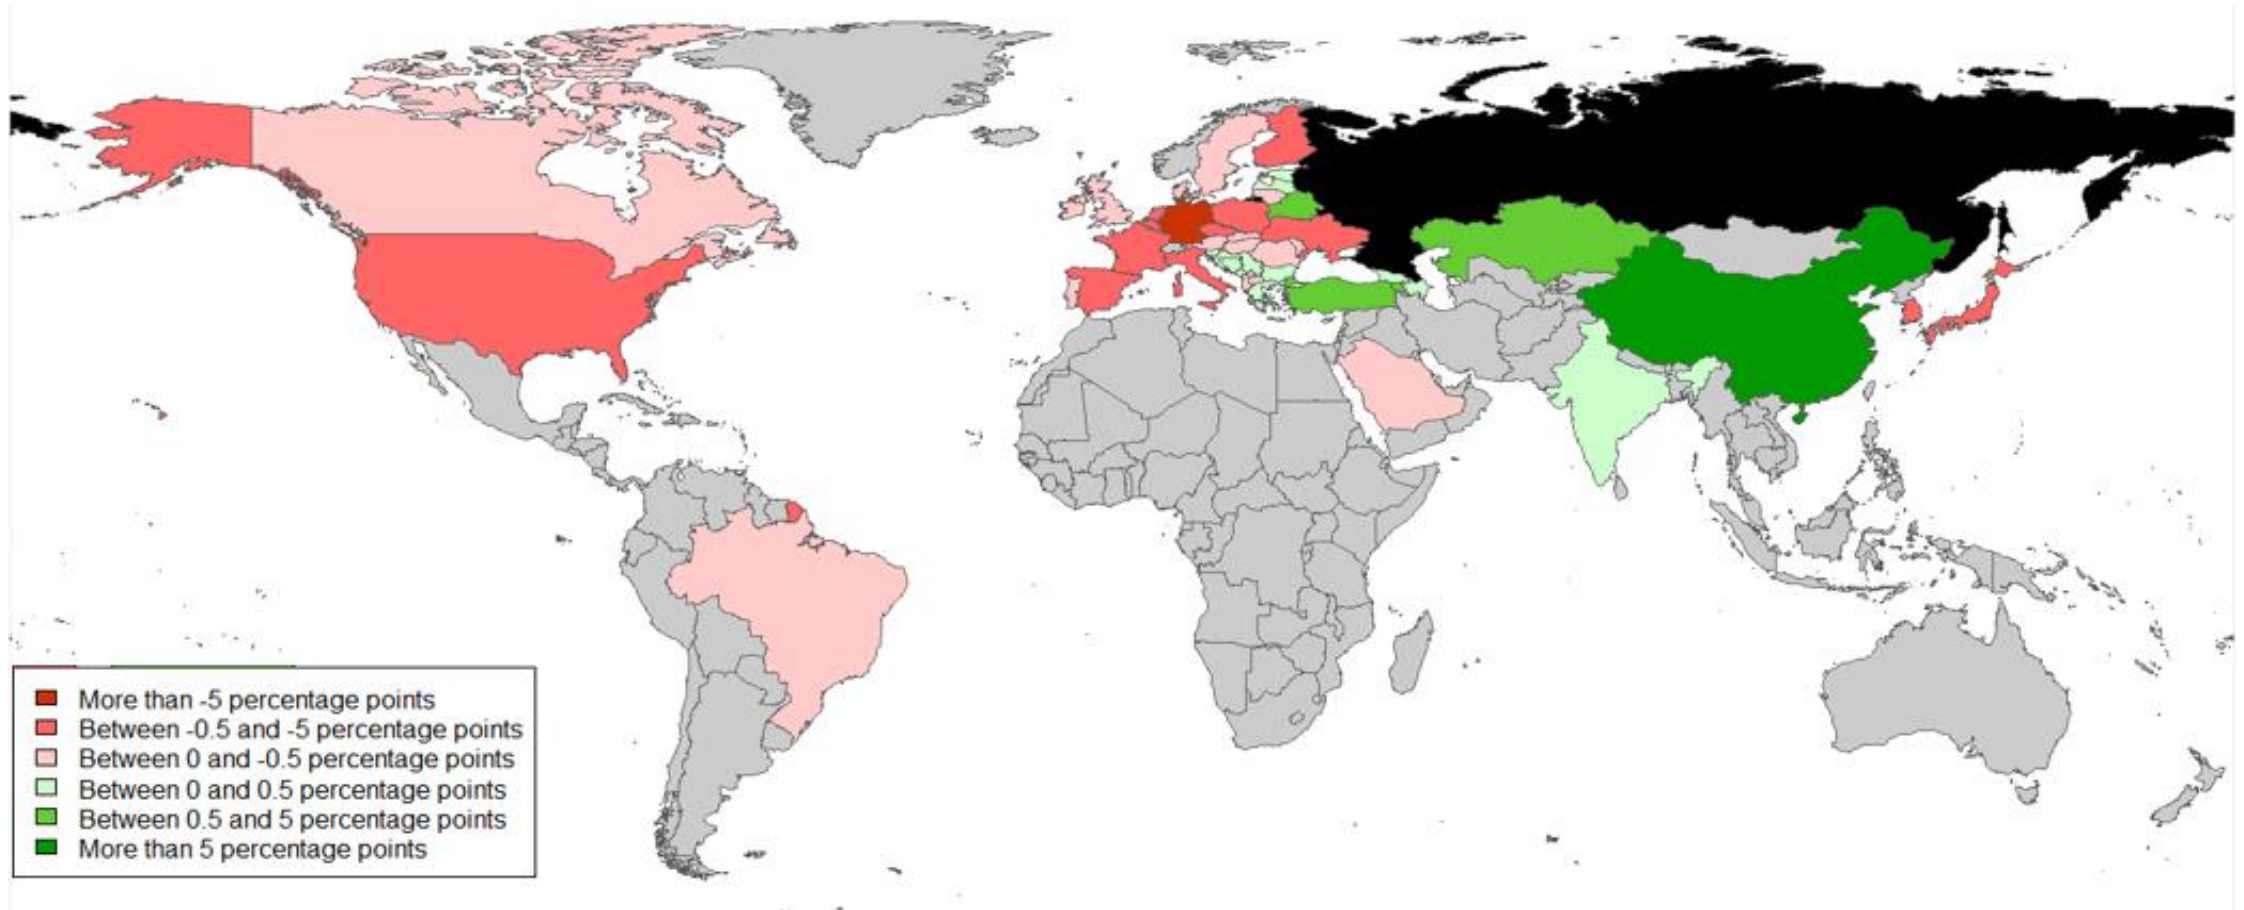 More than -5 percentage points
Between -0.5 and -5 percentage points
Between 0 and -0.5 percentage points
Between 0 and 0.5 percentage points
Between 0.5 and 5 percentage points
More than 5 percentage points